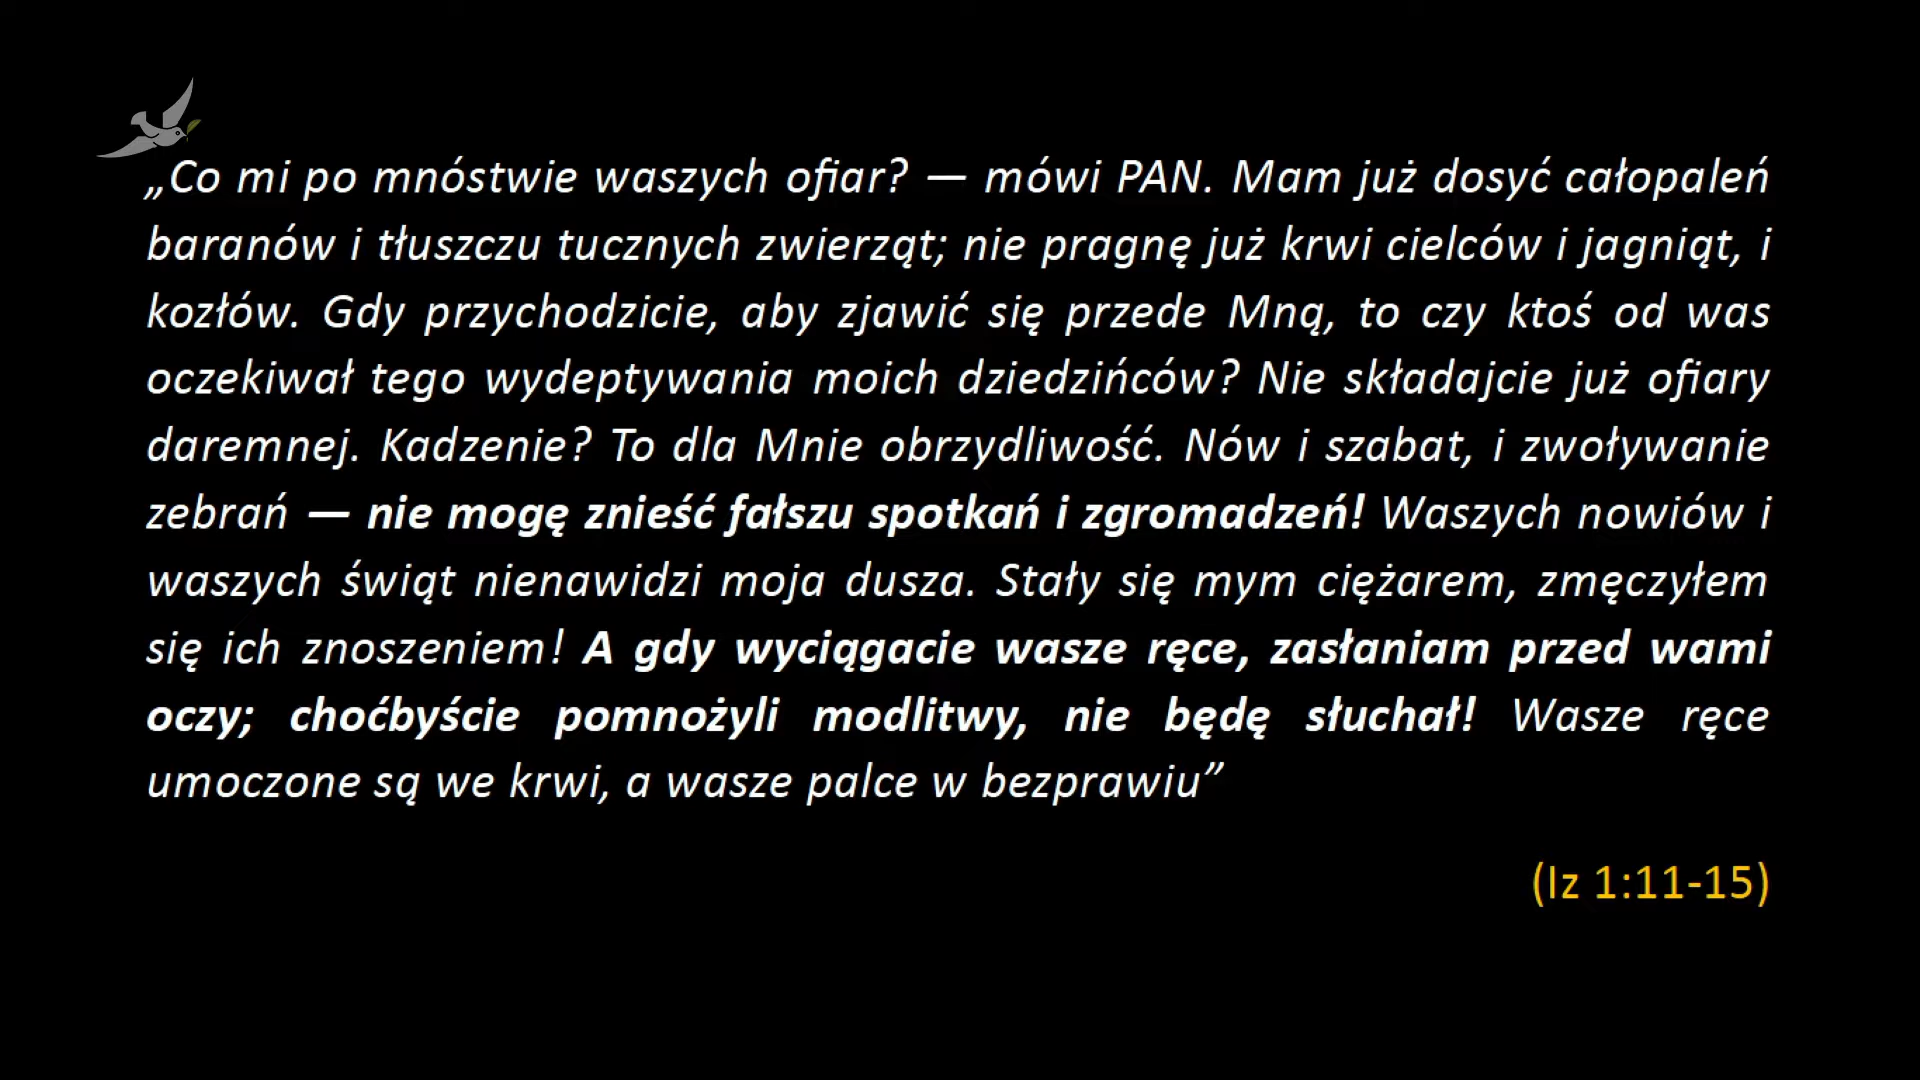 „Co mi po mnóstwie waszych ofiar? — mówi PAN. Mam już dosyć całopaleń
baranów i tłuszczu tucznych zwierząt; nie pragnę już krwi cielców i jagniąt, i
kozłów. Gdy przychodzicie, aby zjawić się przede Mną, to czy ktoś od was
oczekiwał tego wydeptywania moich dziedzińców? Nie składajcie już ofiary
daremnej. Kadzenie? To dla Mnie obrzydliwość. Nów i szabat, i zwoływanie
zebrań — nie mogę znieść fałszu spotkań i zgromadzeń! Waszych nowiów i
waszych świąt nienawidzi moja dusza. Stały się mym ciężarem, zmęczyłem
się ich znoszeniem! A gdy wyciągacie wasze ręce, zasłaniam przed wami
oczy; choćbyście pomnożyli modlitwy, nie będę słuchał! Wasze ręce
umoczone są we krwi, a wasze palce w bezprawiu”
(Iz 1:11-15)